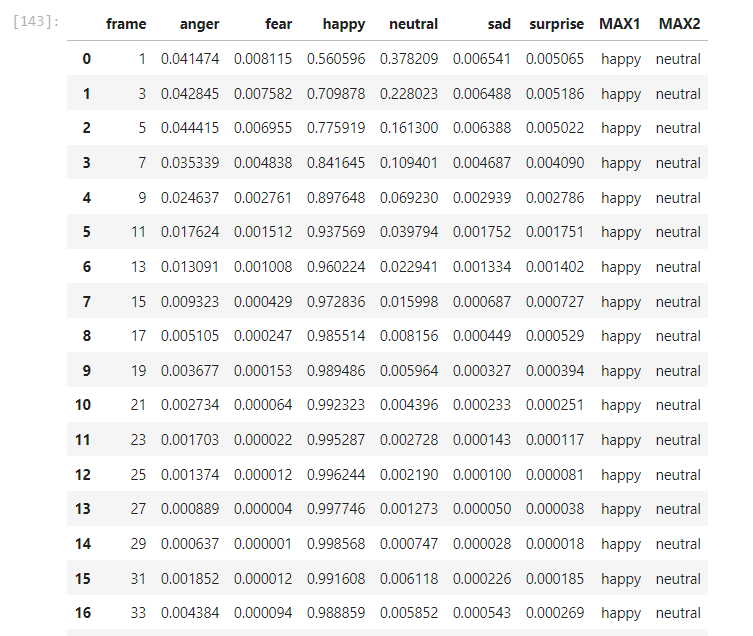 [143]:
frame anger fear happy neutral sad surprise MAX1 MAX2
0 1 0.041474 0.008115 0.560596 0.378209 0.006541 0.005065 happy neutral
1 3 0.042845 0.007582 0.709878 0.228023 0.006488 0.005186 happy neutral
2 5 0.044415 0.006955 0.775919 0.161300 0.006388 0.005022 happy neutral
3 7 0.035339 0.004838 0.841645 0.109401 0.004687 0.004090 happy neutral
4 9 0.024637 0.002761 0.897648 0.069230 0.002939 0.002786 happy neutral
5 11 0.017624 0.001512 0.937569 0.039794 0.001752 0.001751 happy neutral
6 13 0.013091 0.001008 0.960224 0.022941 0.001334 0.001402 happy neutral
7 15 0.009323 0.000429 0.972836 0.015998 0.000687 0.000727 happy neutral
8 17 0.005105 0.000247 0.985514 0.008156 0.000449 0.000529 happy neutral
9 19 0.003677 0.000153 0.989486 0.005964 0.000327 0.000394 happy neutral
10 21 0.002734 0.000064 0.992323 0.004396 0.000233 0.000251 happy neutral
11 23 0.001703 0.000022 0.995287 0.002728 0.000143 0.000117 happy neutral
12 25 0.001374 0.000012 0.996244 0.002190 0.000100 0.000081 happy neutral
13 27 0.000889 0.000004 0.997746 0.001273 0.000050 0.000038 happy neutral
14 29 0.000637 0.000001 0.998568 0.000747 0.000028 0.000018 happy neutral
15 31 0.001852 0.000012 0.991608 0.006118 0.000226 0.000185 happy neutral
16 33 0.004384 0.000094 0.988859 0.005852 0.000543 0.000269 happy neutral